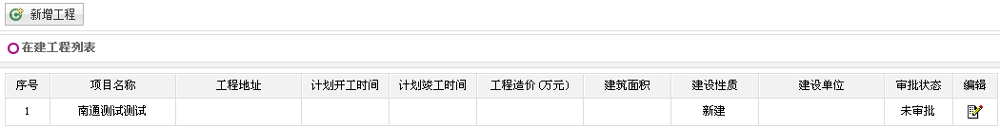 新增工程
在建工程列表
序号 项目名称 工程地址 计划开工时间 计划竣工时间 工程造价(万元) 建筑面积 建设性质 建设单位 审批状态 编辑
1 南通测试测试 新建 未审批